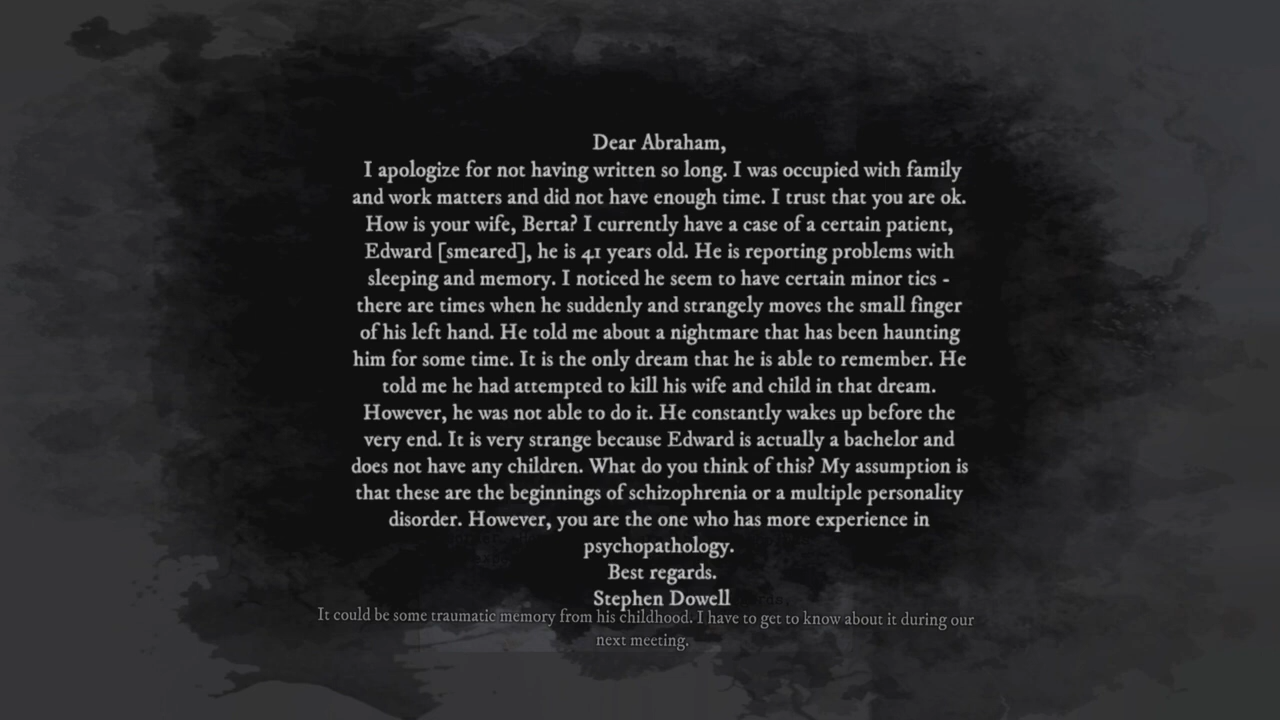 Dear Abraham,
I apologize for not having written so long. I was occupied with family
and work matters and did not have enough time. I trust that you are ok.
How is your wife, Berta? I currently have a case of a certain patient,
Edward [smeared], he is 41 years old. He is reporting problems with
sleeping and memory. I noticed he seem to have certain minor tics -
there are times when he suddenly and strangely moves the small finger
of his left hand. He told me about a nightmare that has been haunting
him for some time. It is the only dream that he is able to remember. He
told me he had attempted to kill his wife and child in that dream.
However, he was not able to do it. He constantly wakes up before the
very end. It is very strange because Edward is actually a bachelor and
does not have any children. What do you think of this? My assumption is
that these are the beginnings of schizophrenia or a multiple personality
disorder. However, you are the one who has more experience in
psychopathology.
Best regards.
Stephen Dowell
It could be some traumatic memory from his childhood. I have to get to know about it during our
next meeting.